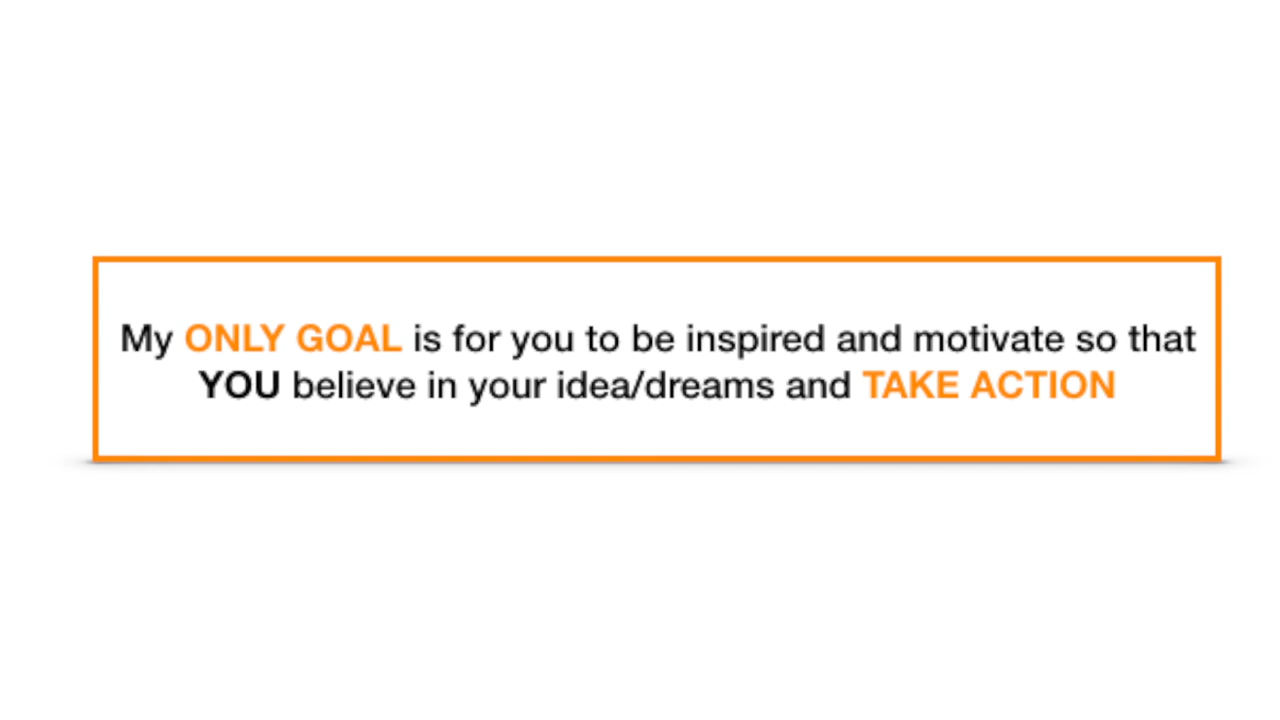 My ONLY GOAL is for you to be inspired and motivate so that
YOU believe in your idea/dreams and TAKE ACTION